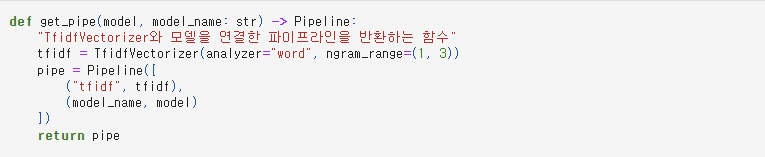 def get_pipe(model, model_name: str) -> Pipeline:
    "TfidfVectorizer와 모델을 연결한 파이프라인을 반환하는 함수"
    tfidf = TfidfVectorizer(analyzer="word", ngram_range=(1, 3))
    pipe = Pipeline([
        ("tfidf", tfidf),
        (model_name, model)
    ])
    return pipe